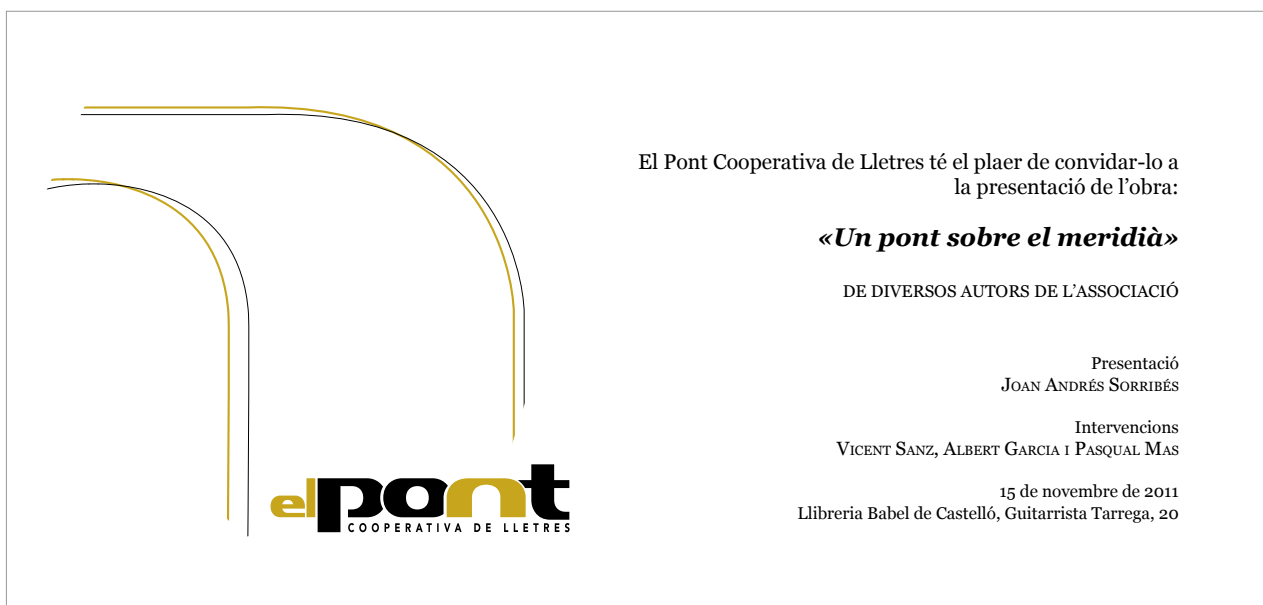 El Pont Cooperativa de Lletres té el plaer de convidar-lo a
la presentació de l’obra:
«Un pont sobre el meridià»
DE DIVERSOS AUTORS DE L’ASSOCIACIÓ
Presentació
Joan Andrés Sorribés
Intervencions
Vicent Sanz, Albert Garcia i Pasqual Mas
15 de novembre de 2011
Llibreria Babel de Castelló, Guitarrista Tarrega, 20
el pont
COOPERATIVA DE LLETRES